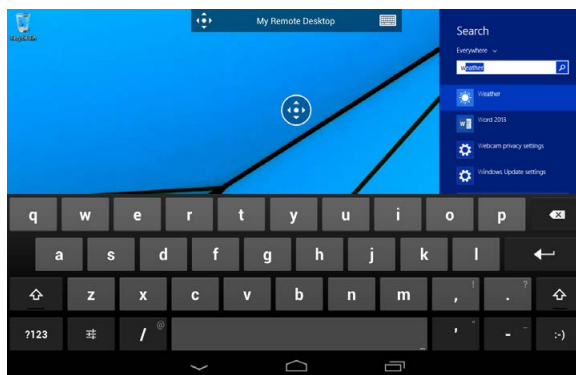 My Remote Desktop
Recycle Bin
Search
Everywhere
weather
Weather
Word 2013
Webcam privacy settings
Windows Update settings
q w e r t y u i o p
a s d f g h j k l
z x c v b n m , ! . ?
?123 / @ _ ' " - _ :-)